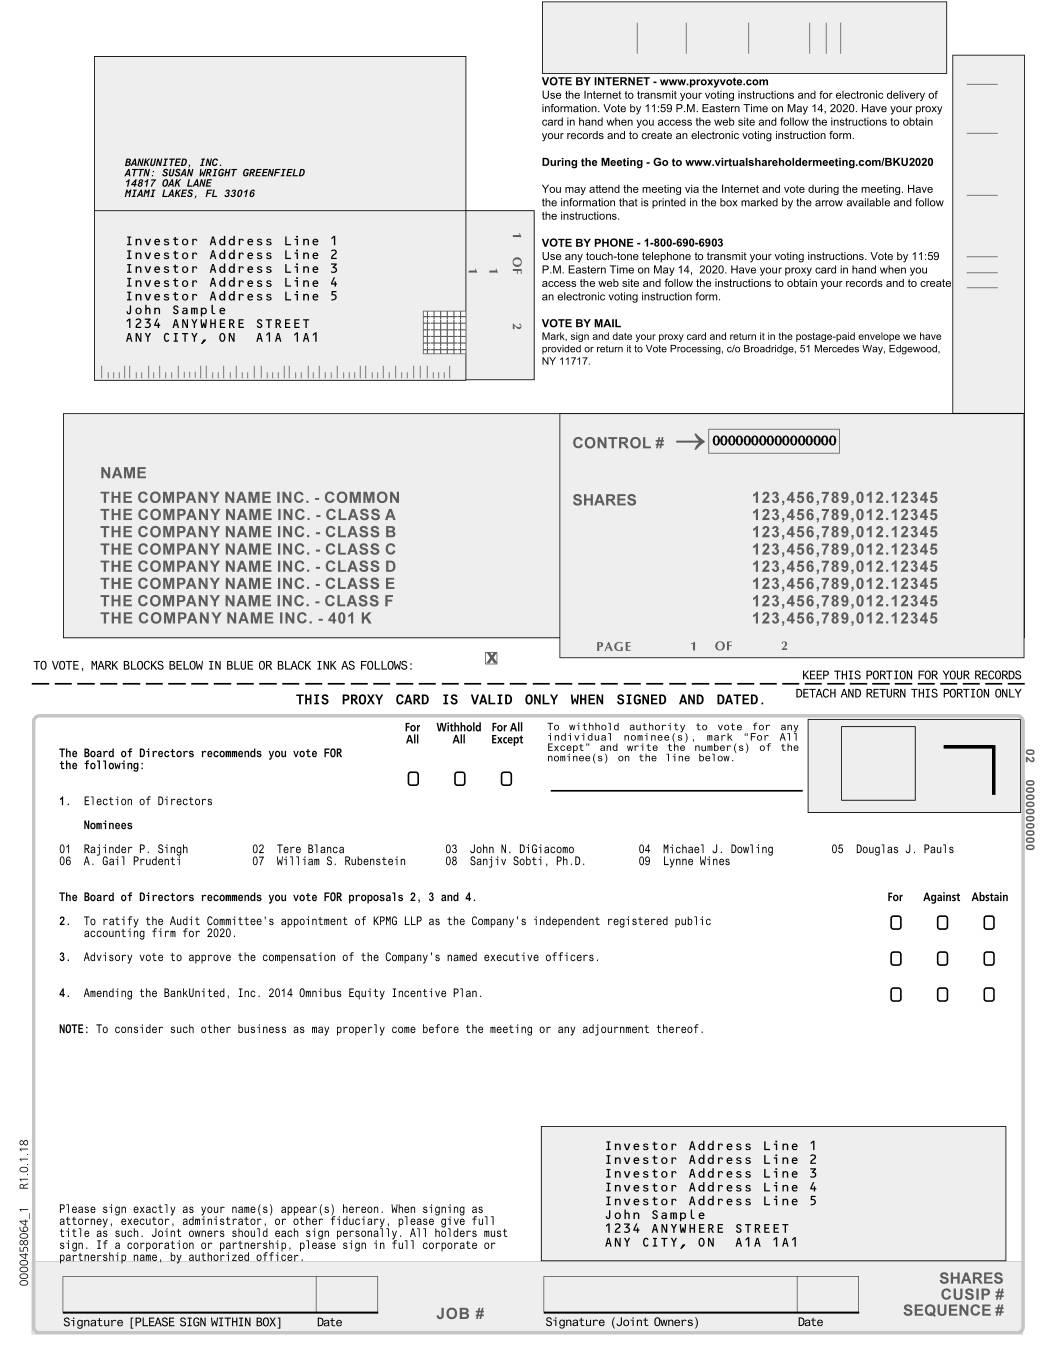 VOTE BY INTERNET - www.proxyvote.com
Use the Internet to transmit your voting instructions and for electronic delivery of
information. Vote by 11:59 P.M. Eastern Time on May 14, 2020. Have your proxy
card in hand when you access the web site and follow the instructions to obtain
your records and to create an electronic voting instruction form.
During the Meeting - Go to www.virtualshareholdermeeting.com/BKU2020
You may attend the meeting via the Internet and vote during the meeting. Have
the information that is printed in the box marked by the arrow available and follow
the instructions.
VOTE BY PHONE - 1-800-690-6903
Use any touch-tone telephone to transmit your voting instructions. Vote by 11:59
P.M. Eastern Time on May 14, 2020. Have your proxy card in hand when you
access the web site and follow the instructions to obtain your records and to create
an electronic voting instruction form.
VOTE BY MAIL
Mark, sign and date your proxy card and return it in the postage-paid envelope we have
provided or return it to Vote Processing, c/o Broadridge, 51 Mercedes Way, Edgewood,
NY 11717.
BANKUNITED, INC.
ATTN: SUSAN WRIGHT GREENFIELD
14817 OAK LANE
MIAMI LAKES, FL 33016
Investor Address Line 1
Investor Address Line 2
Investor Address Line 3
Investor Address Line 4
Investor Address Line 5
John Sample
1234 ANYWHERE STREET
ANY CITY, ON A1A 1A1
1 OF 2
1 1
CONTROL # → 0000000000000000
NAME
THE COMPANY NAME INC. - COMMON
THE COMPANY NAME INC. - CLASS A
THE COMPANY NAME INC. - CLASS B
THE COMPANY NAME INC. - CLASS C
THE COMPANY NAME INC. - CLASS D
THE COMPANY NAME INC. - CLASS E
THE COMPANY NAME INC. - CLASS F
THE COMPANY NAME INC. - 401 K
SHARES 123,456,789,012.12345
123,456,789,012.12345
123,456,789,012.12345
123,456,789,012.12345
123,456,789,012.12345
123,456,789,012.12345
123,456,789,012.12345
123,456,789,012.12345
PAGE 1 OF 2
TO VOTE, MARK BLOCKS BELOW IN BLUE OR BLACK INK AS FOLLOWS: X
KEEP THIS PORTION FOR YOUR RECORDS
DETACH AND RETURN THIS PORTION ONLY
THIS PROXY CARD IS VALID ONLY WHEN SIGNED AND DATED.
The Board of Directors recommends you vote FOR
the following:
For All
Withhold All
For All Except
To withhold authority to vote for any
individual nominee(s), mark "For All
Except" and write the number(s) of the
nominee(s) on the line below.
02 0000000000
1. Election of Directors
Nominees
01 Rajinder P. Singh 02 Tere Blanca 03 John N. DiGiacomo 04 Michael J. Dowling 05 Douglas J. Pauls
06 A. Gail Prudenti 07 William S. Rubenstein 08 Sanjiv Sobti, Ph.D. 09 Lynne Wines
The Board of Directors recommends you vote FOR proposals 2, 3 and 4. For Against Abstain
2. To ratify the Audit Committee's appointment of KPMG LLP as the Company's independent registered public
accounting firm for 2020.
3. Advisory vote to approve the compensation of the Company's named executive officers.
4. Amending the BankUnited, Inc. 2014 Omnibus Equity Incentive Plan.
NOTE: To consider such other business as may properly come before the meeting or any adjournment thereof.
0000458064_1 R1.0.1.18
Please sign exactly as your name(s) appear(s) hereon. When signing as
attorney, executor, administrator, or other fiduciary, please give full
title as such. Joint owners should each sign personally. All holders must
sign. If a corporation or partnership, please sign in full corporate or
partnership name, by authorized officer.
Investor Address Line 1
Investor Address Line 2
Investor Address Line 3
Investor Address Line 4
Investor Address Line 5
John Sample
1234 ANYWHERE STREET
ANY CITY, ON A1A 1A1
Signature [PLEASE SIGN WITHIN BOX] Date
JOB #
Signature (Joint Owners) Date
SHARES
CUSIP #
SEQUENCE #